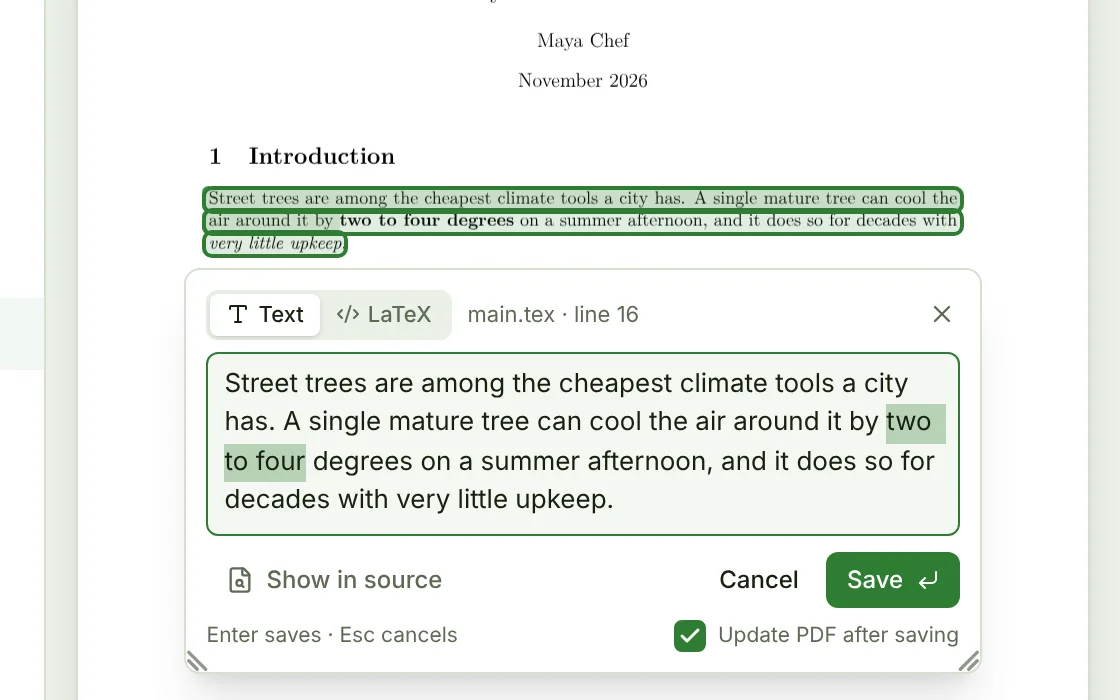 Maya Chef
November 2026
1 Introduction
Street trees are among the cheapest climate tools a city has. A single mature tree can cool the
air around it by two to four degrees on a summer afternoon, and it does so for decades with
very little upkeep.
Text </> LaTeX main.tex · line 16
Street trees are among the cheapest climate tools a city
has. A single mature tree can cool the air around it by two
to four degrees on a summer afternoon, and it does so for
decades with very little upkeep.
Show in source Cancel Save
Enter saves · Esc cancels Update PDF after saving